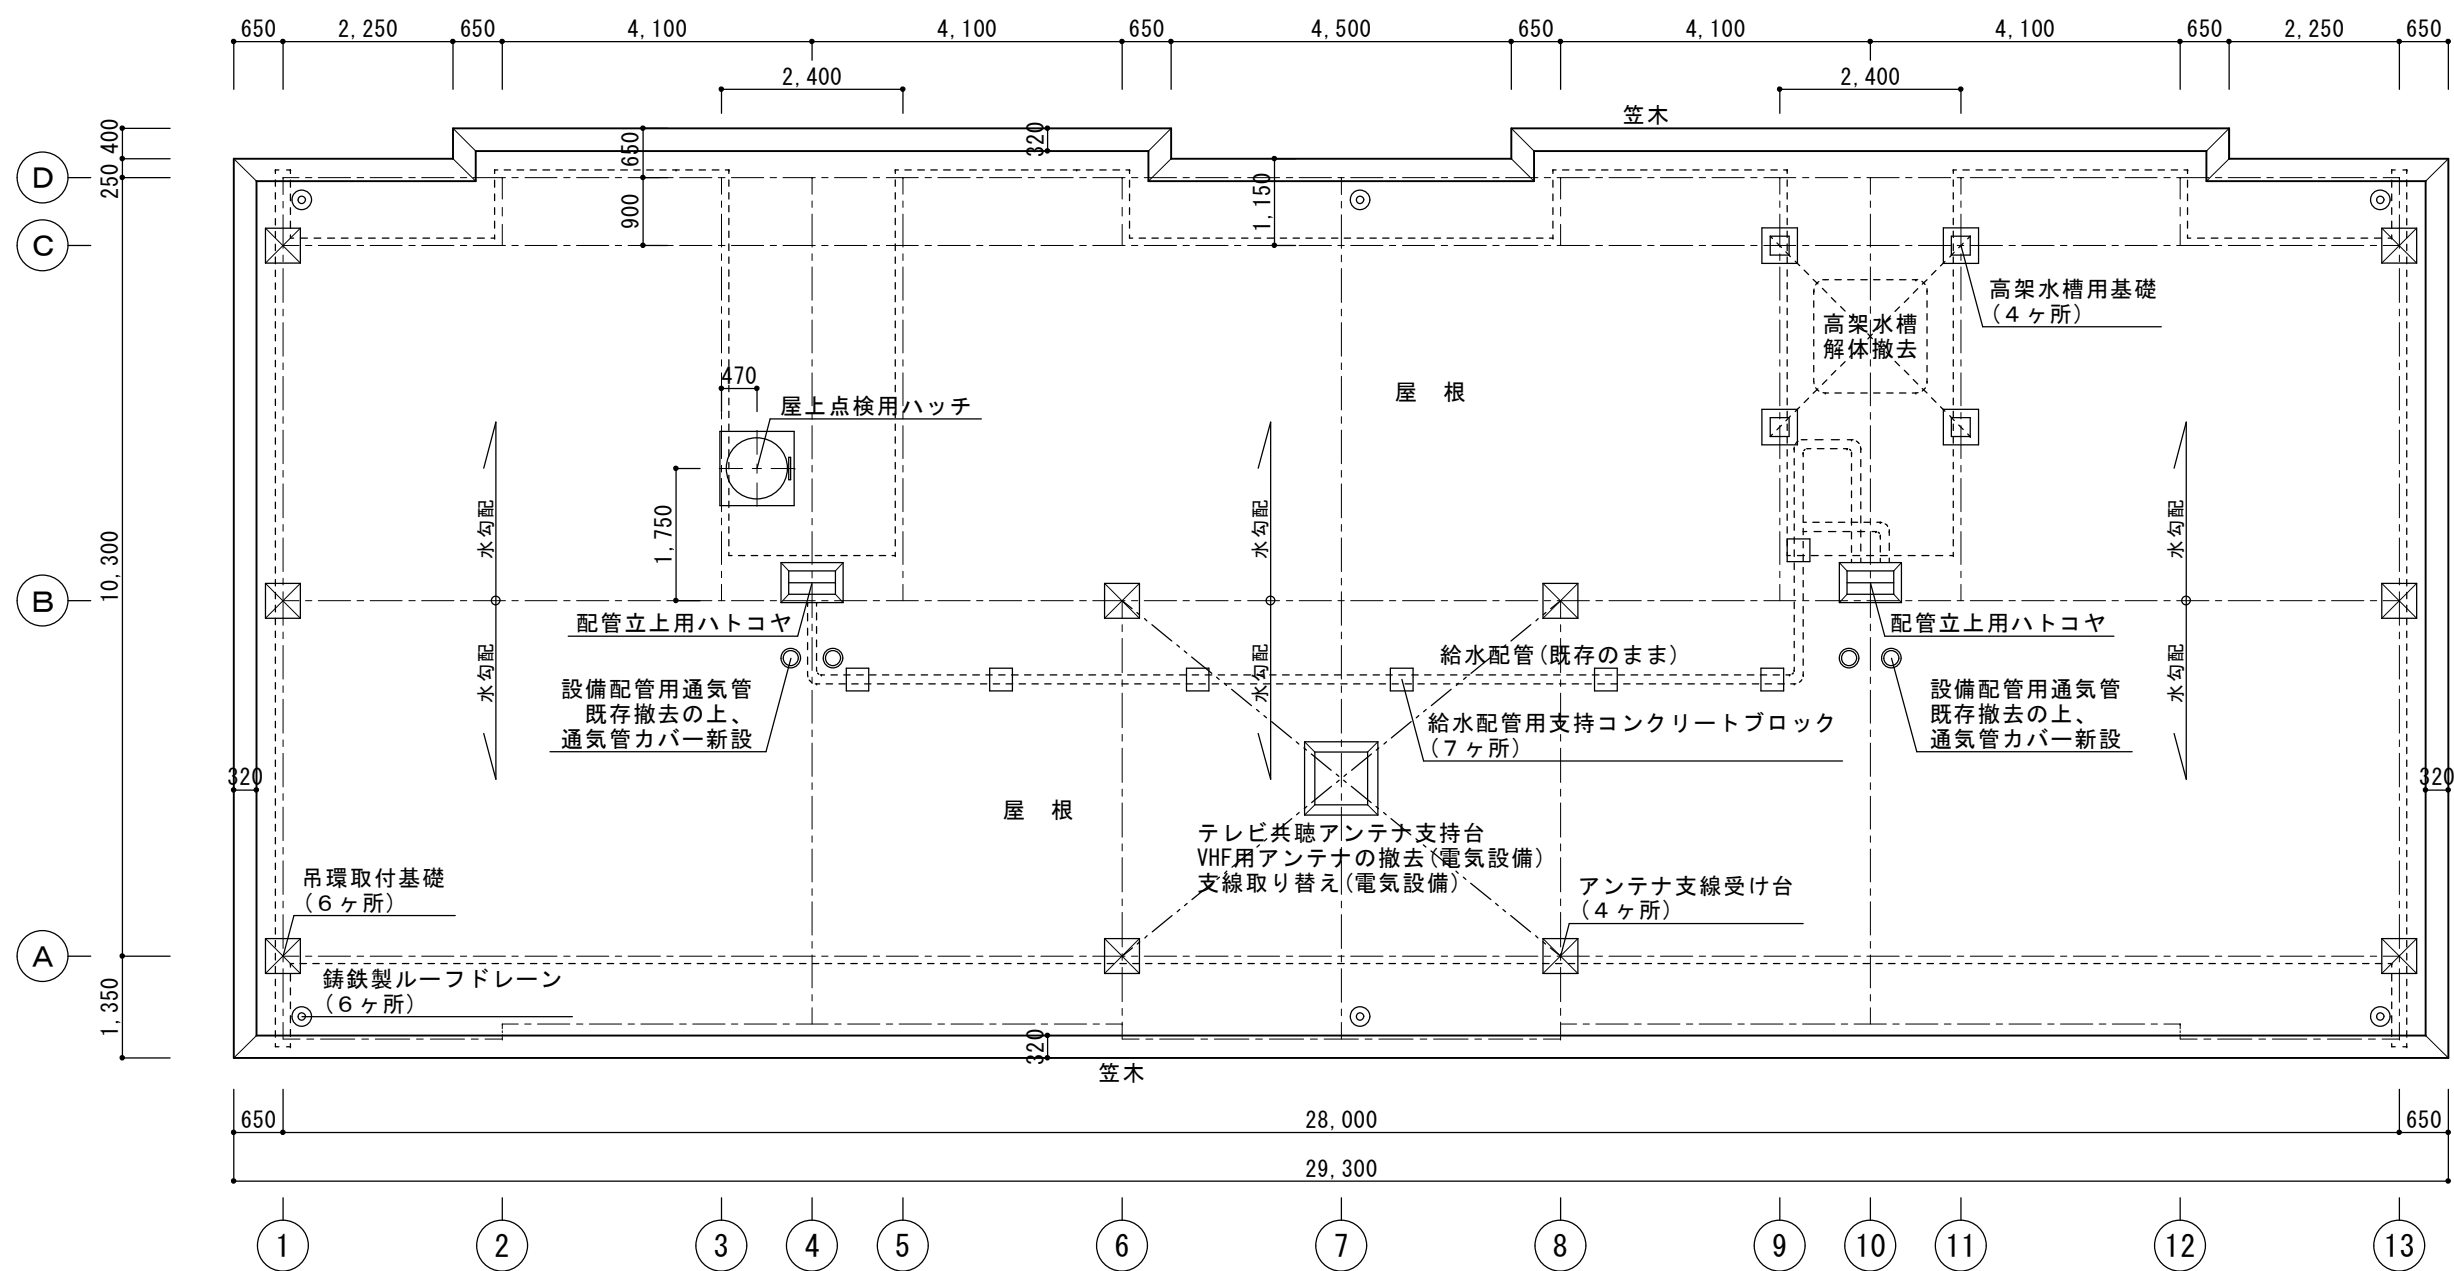 650 2,250 650 4,100 4,100 650 4,500 650 4,100 4,100 650 2,250 650
2,400 2,400
笠木
400
250
D
650
320
1,150
900
C
高架水槽用基礎
(４ヶ所)
高架水槽
解体撤去
470
屋上点検用ハッチ
屋 根
1,750
水勾配
水勾配
水勾配
10,300
B
配管立上用ハトコヤ
配管立上用ハトコヤ
水勾配
水勾配
水勾配
給水配管(既存のまま)
設備配管用通気管
既存撤去の上、
通気管カバー新設
給水配管用支持コンクリートブロック
(７ヶ所)
設備配管用通気管
既存撤去の上、
通気管カバー新設
320
320
屋 根
テレビ共聴アンテナ支持台
VHF用アンテナの撤去(電気設備)
支線取り替え(電気設備)
吊環取付基礎
(６ヶ所)
アンテナ支線受け台
(４ヶ所)
A
鋳鉄製ルーフドレーン
(６ヶ所)
1,350
320
笠木
650 28,000 650
29,300
1 2 3 4 5 6 7 8 9 10 11 12 13